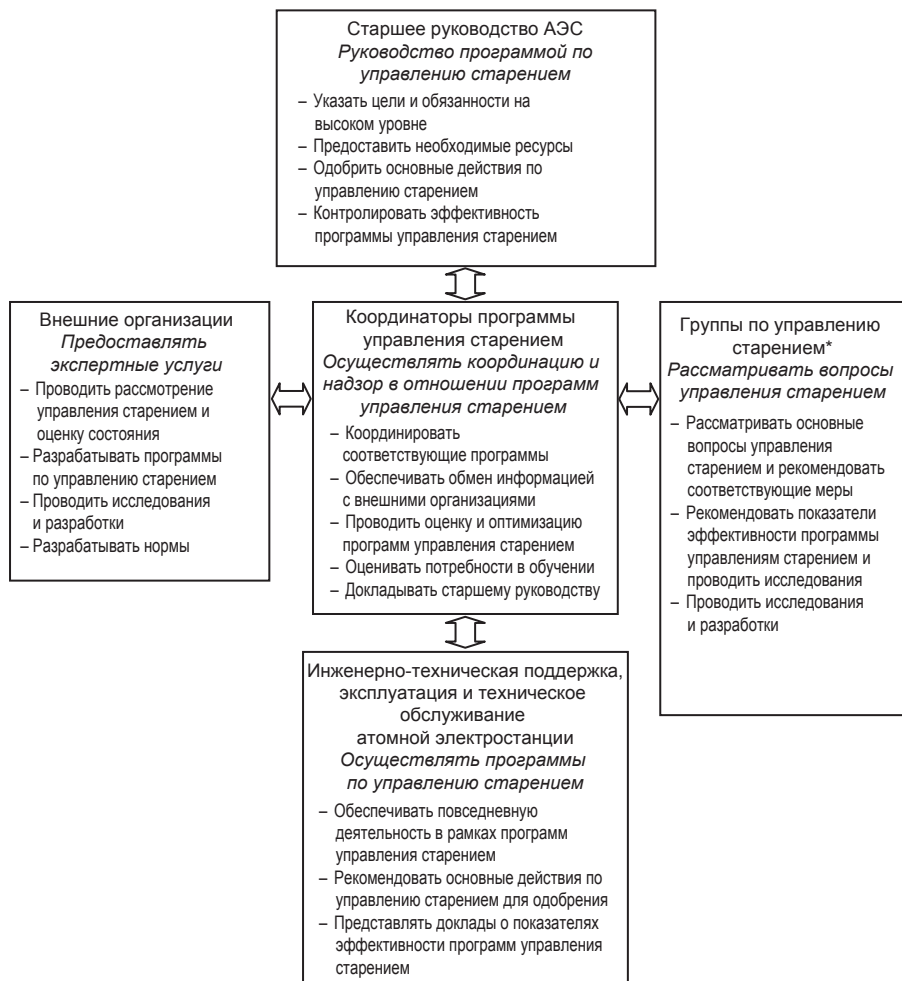 Старшее руководство АЭС
Руководство программой по
управлению старением
– Указать цели и обязанности на
высоком уровне
– Предоставить необходимые ресурсы
– Одобрить основные действия по
управлению старением
– Контролировать эффективность
программы управления старением
Внешние организации
Предоставлять
экспертные услуги
– Проводить рассмотрение
управления старением и
оценку состояния
– Разрабатывать программы
по управлению старением
– Проводить исследования
и разработки
– Разрабатывать нормы
Координаторы программы
управления старением
Осуществлять координацию и
надзор в отношении программ
управления старением
– Координировать
соответствующие программы
– Обеспечивать обмен информацией
с внешними организациями
– Проводить оценку и оптимизацию
программ управления старением
– Оценивать потребности в обучении
– Докладывать старшему руководству
Группы по управлению
старением*
Рассматривать вопросы
управления старением
– Рассматривать основные
вопросы управления
старением и рекомендовать
соответствующие меры
– Рекомендовать показатели
эффективности программы
управлениям старением и
проводить исследования
– Проводить исследования
и разработки
Инженерно-техническая поддержка,
эксплуатация и техническое
обслуживание
атомной электростанции
Осуществлять программы
по управлению старением
– Обеспечивать повседневную
деятельность в рамках программ
управления старением
– Рекомендовать основные действия по
управлению старением для одобрения
– Представлять доклады о показателях
эффективности программ управления
старением